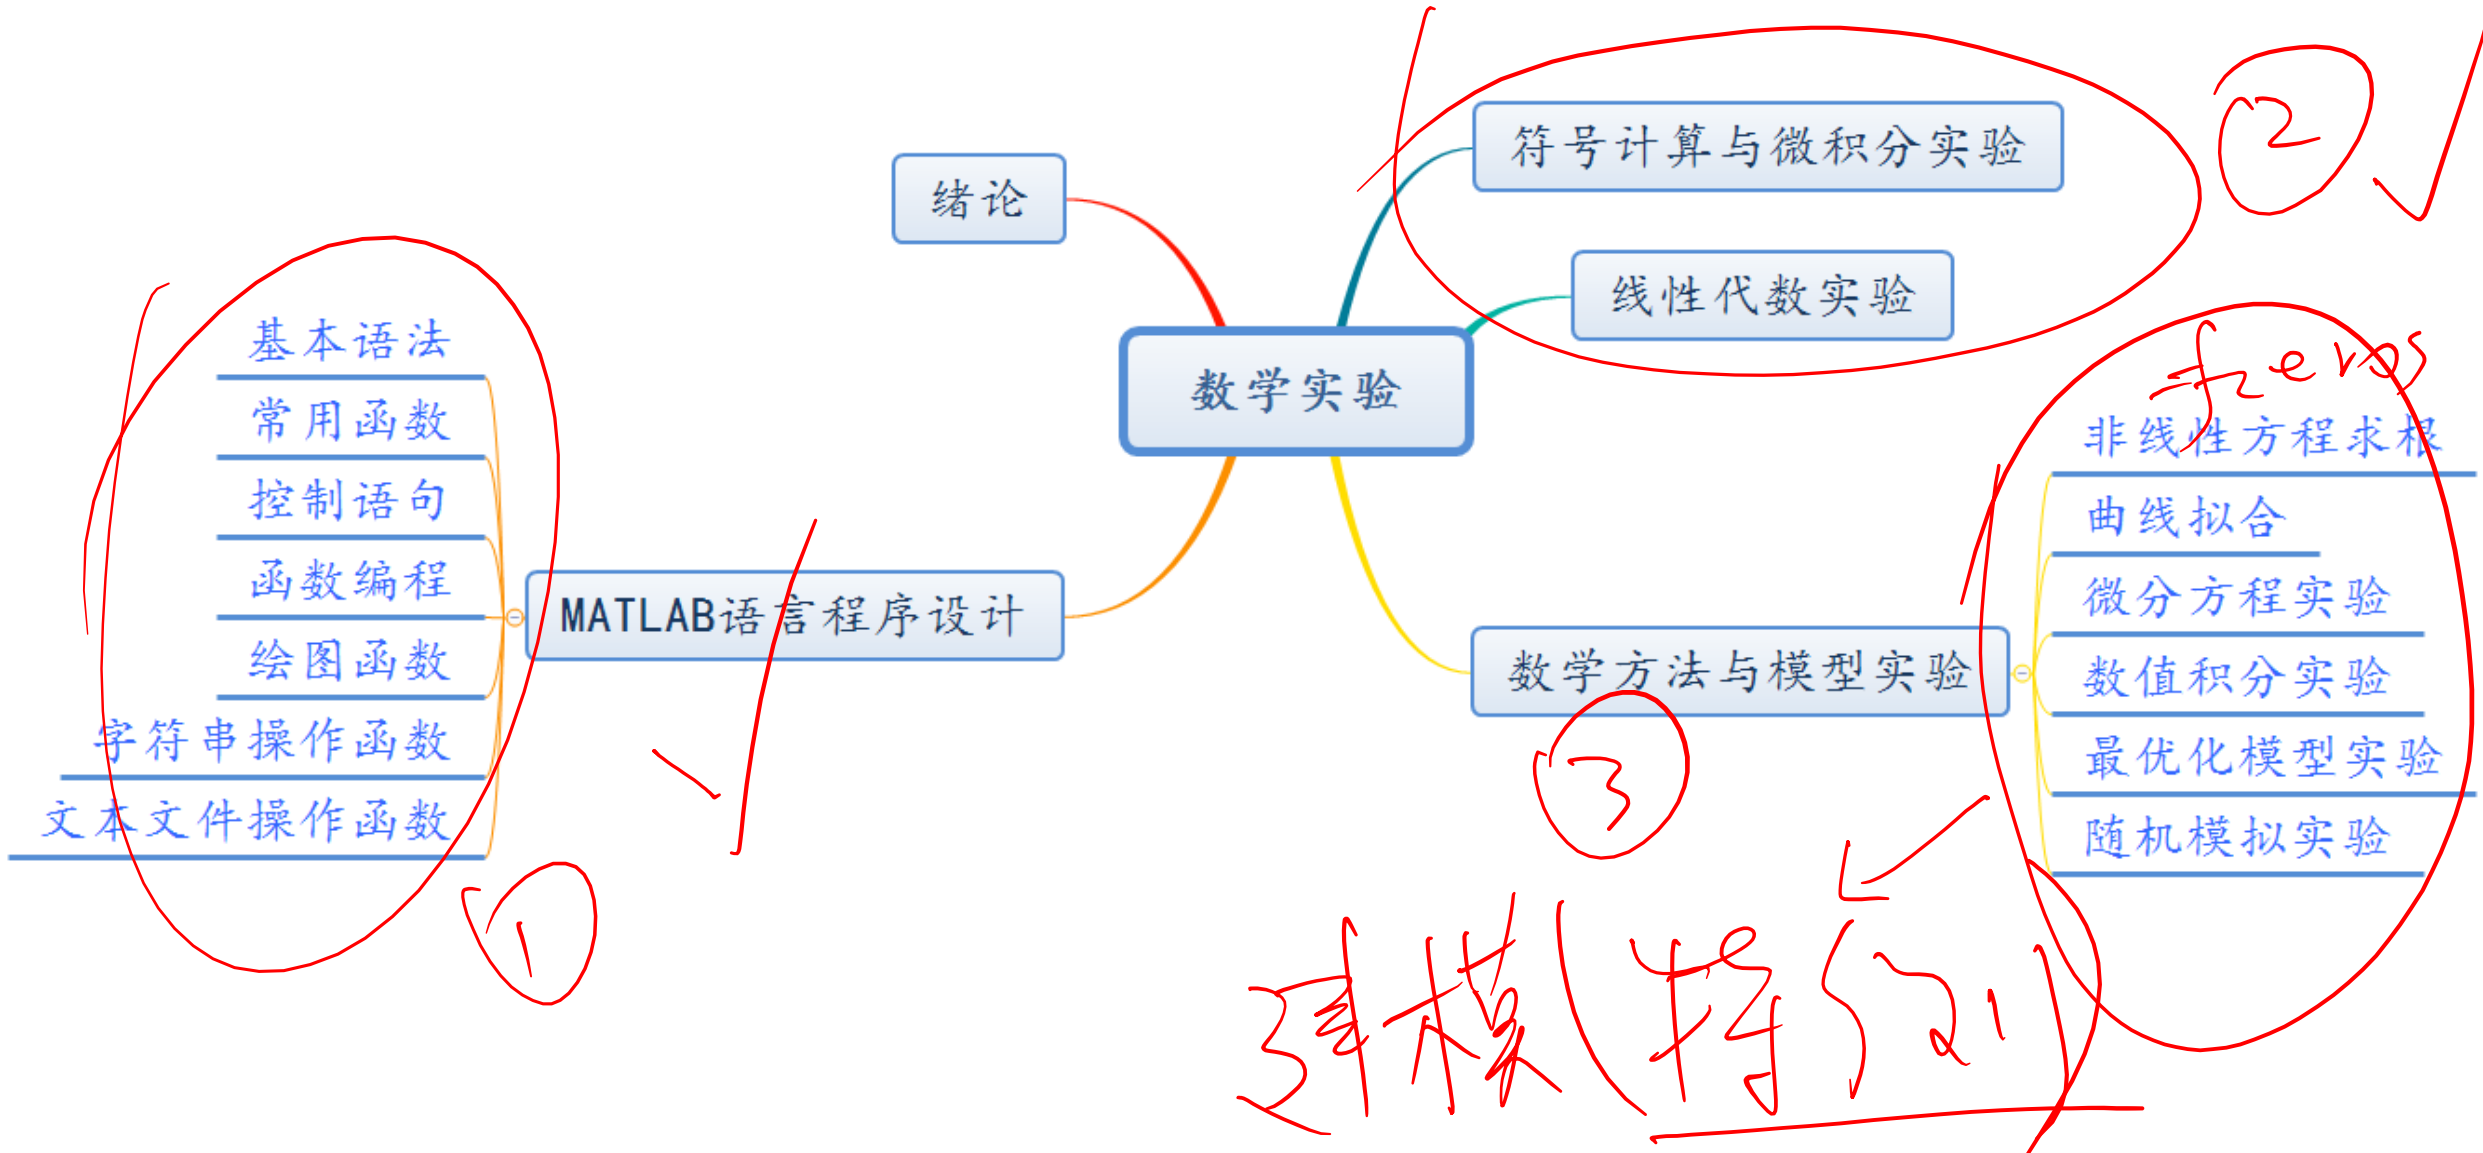 绪论
符号计算与微积分实验
②
线性代数实验
数学实验
基本语法
常用函数
控制语句
函数编程
绘图函数
字符串操作函数
文本文件操作函数
MATLAB语言程序设计
①
fzeros
非线性方程求根
曲线拟合
微分方程实验
数值积分实验
最优化模型实验
随机模拟实验
数学方法与模型实验
③
建模(特